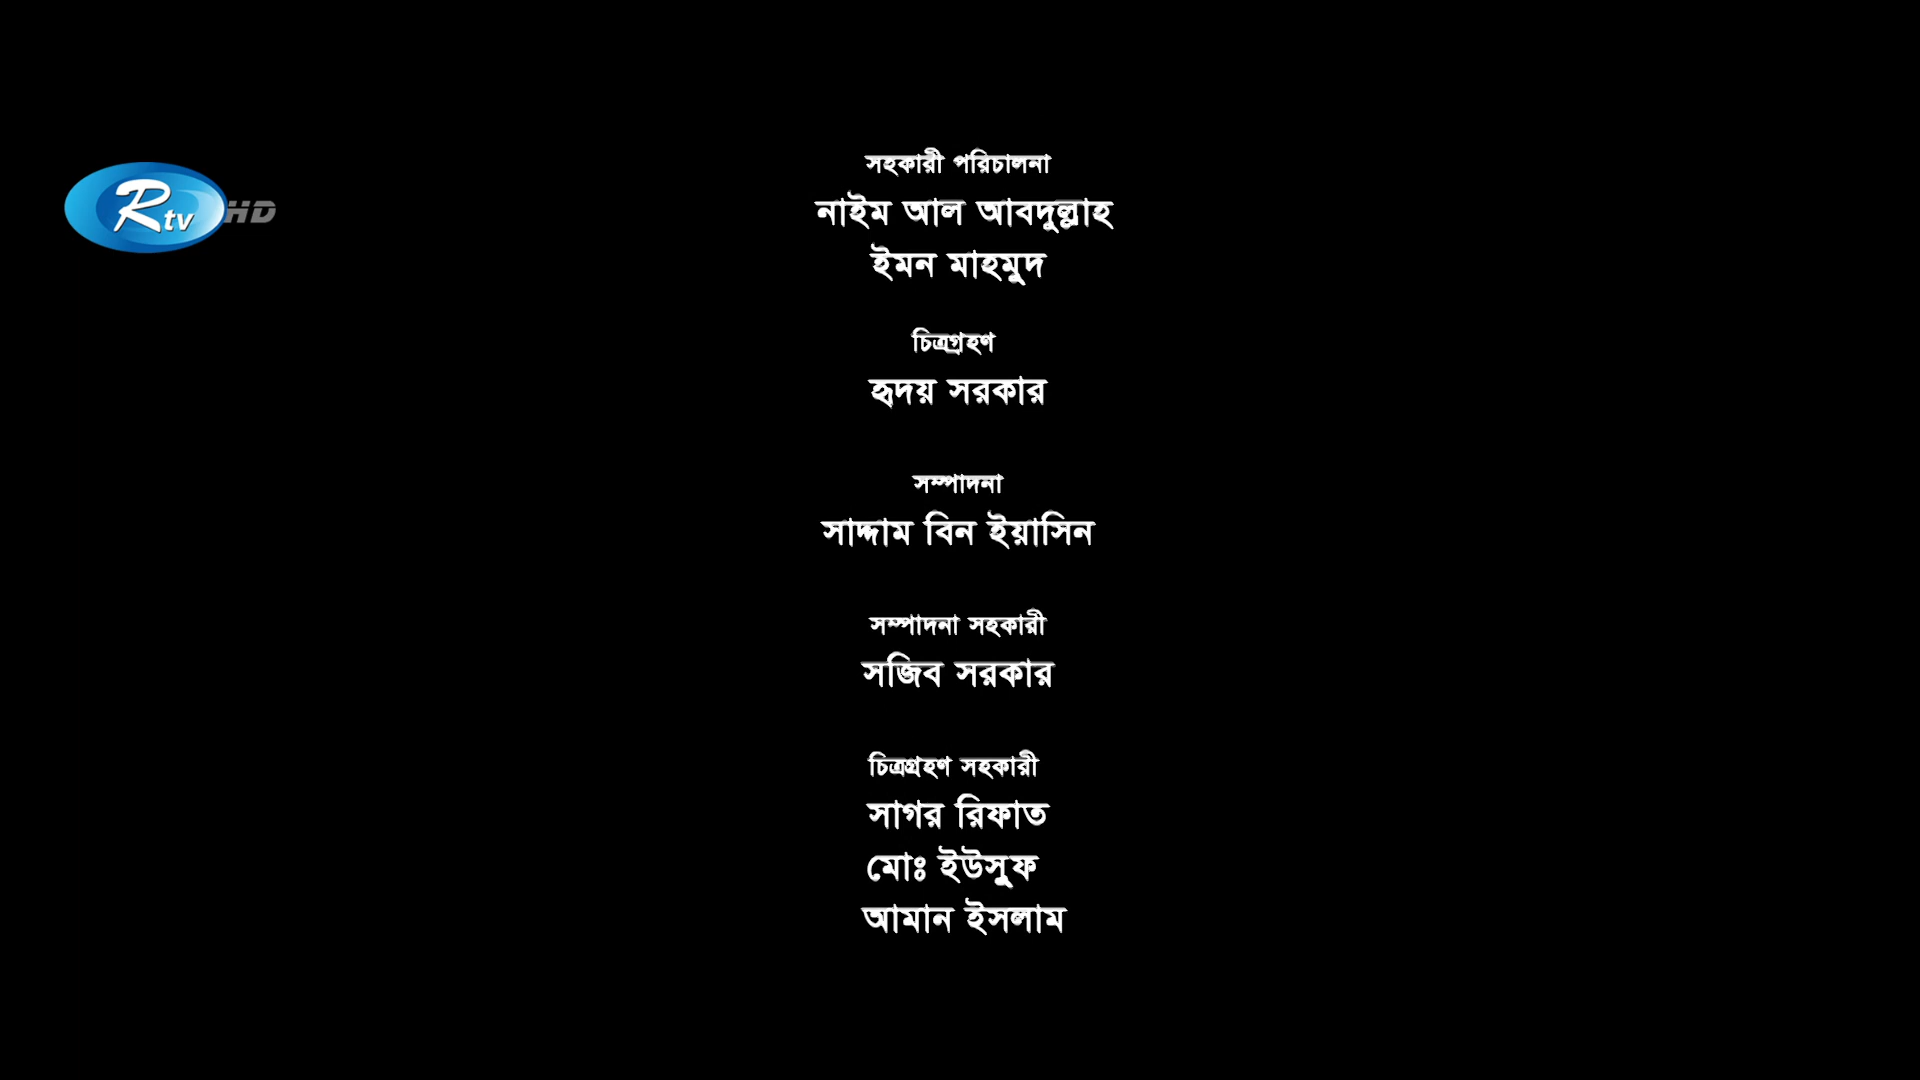 Rtv HD
সহকারী পরিচালনা
নাইম আল আবদুল্লাহ
ইমন মাহমুদ
চিত্রগ্রহণ
হৃদয় সরকার
সম্পাদনা
সাদ্দাম বিন ইয়াসিন
সম্পাদনা সহকারী
সজিব সরকার
চিত্রগ্রহণ সহকারী
সাগর রিফাত
মোঃ ইউসুফ
আমান ইসলাম